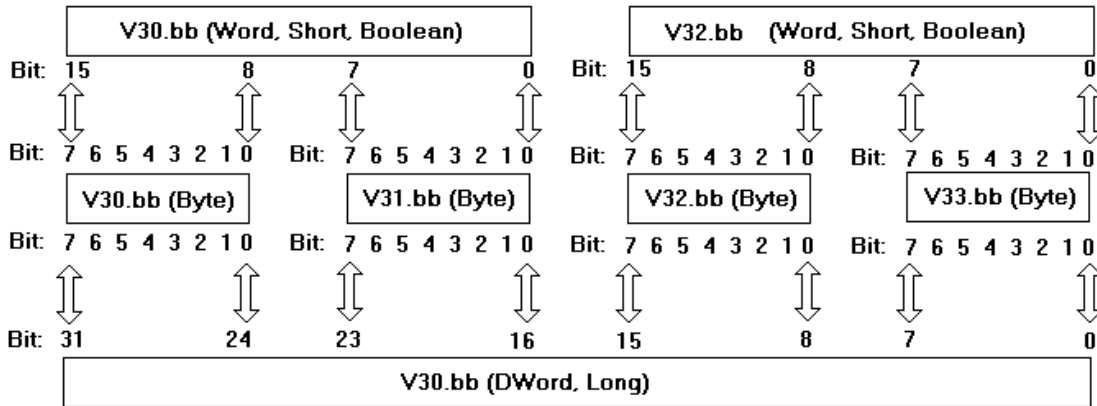 V30.bb (Word, Short, Boolean) V32.bb (Word, Short, Boolean)
Bit: 15 8 7 0 Bit: 15 8 7 0
Bit: 7 6 5 4 3 2 1 0 Bit: 7 6 5 4 3 2 1 0 Bit: 7 6 5 4 3 2 1 0 Bit: 7 6 5 4 3 2 1 0
V30.bb (Byte) V31.bb (Byte) V32.bb (Byte) V33.bb (Byte)
Bit: 7 6 5 4 3 2 1 0 Bit: 7 6 5 4 3 2 1 0 Bit: 7 6 5 4 3 2 1 0 Bit: 7 6 5 4 3 2 1 0
Bit: 31 24 23 16 15 8 7 0
V30.bb (DWord, Long)